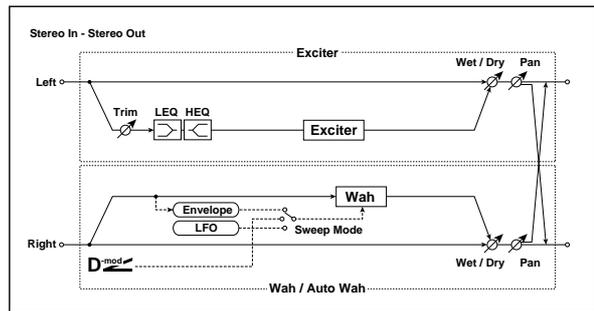 Stereo In - Stereo Out
Exciter
Wet / Dry Pan
Left
Trim LEQ HEQ
Exciter
Wah
Envelope
LFO
Sweep Mode
Right
D-mod
Wet / Dry Pan
Wah / Auto Wah